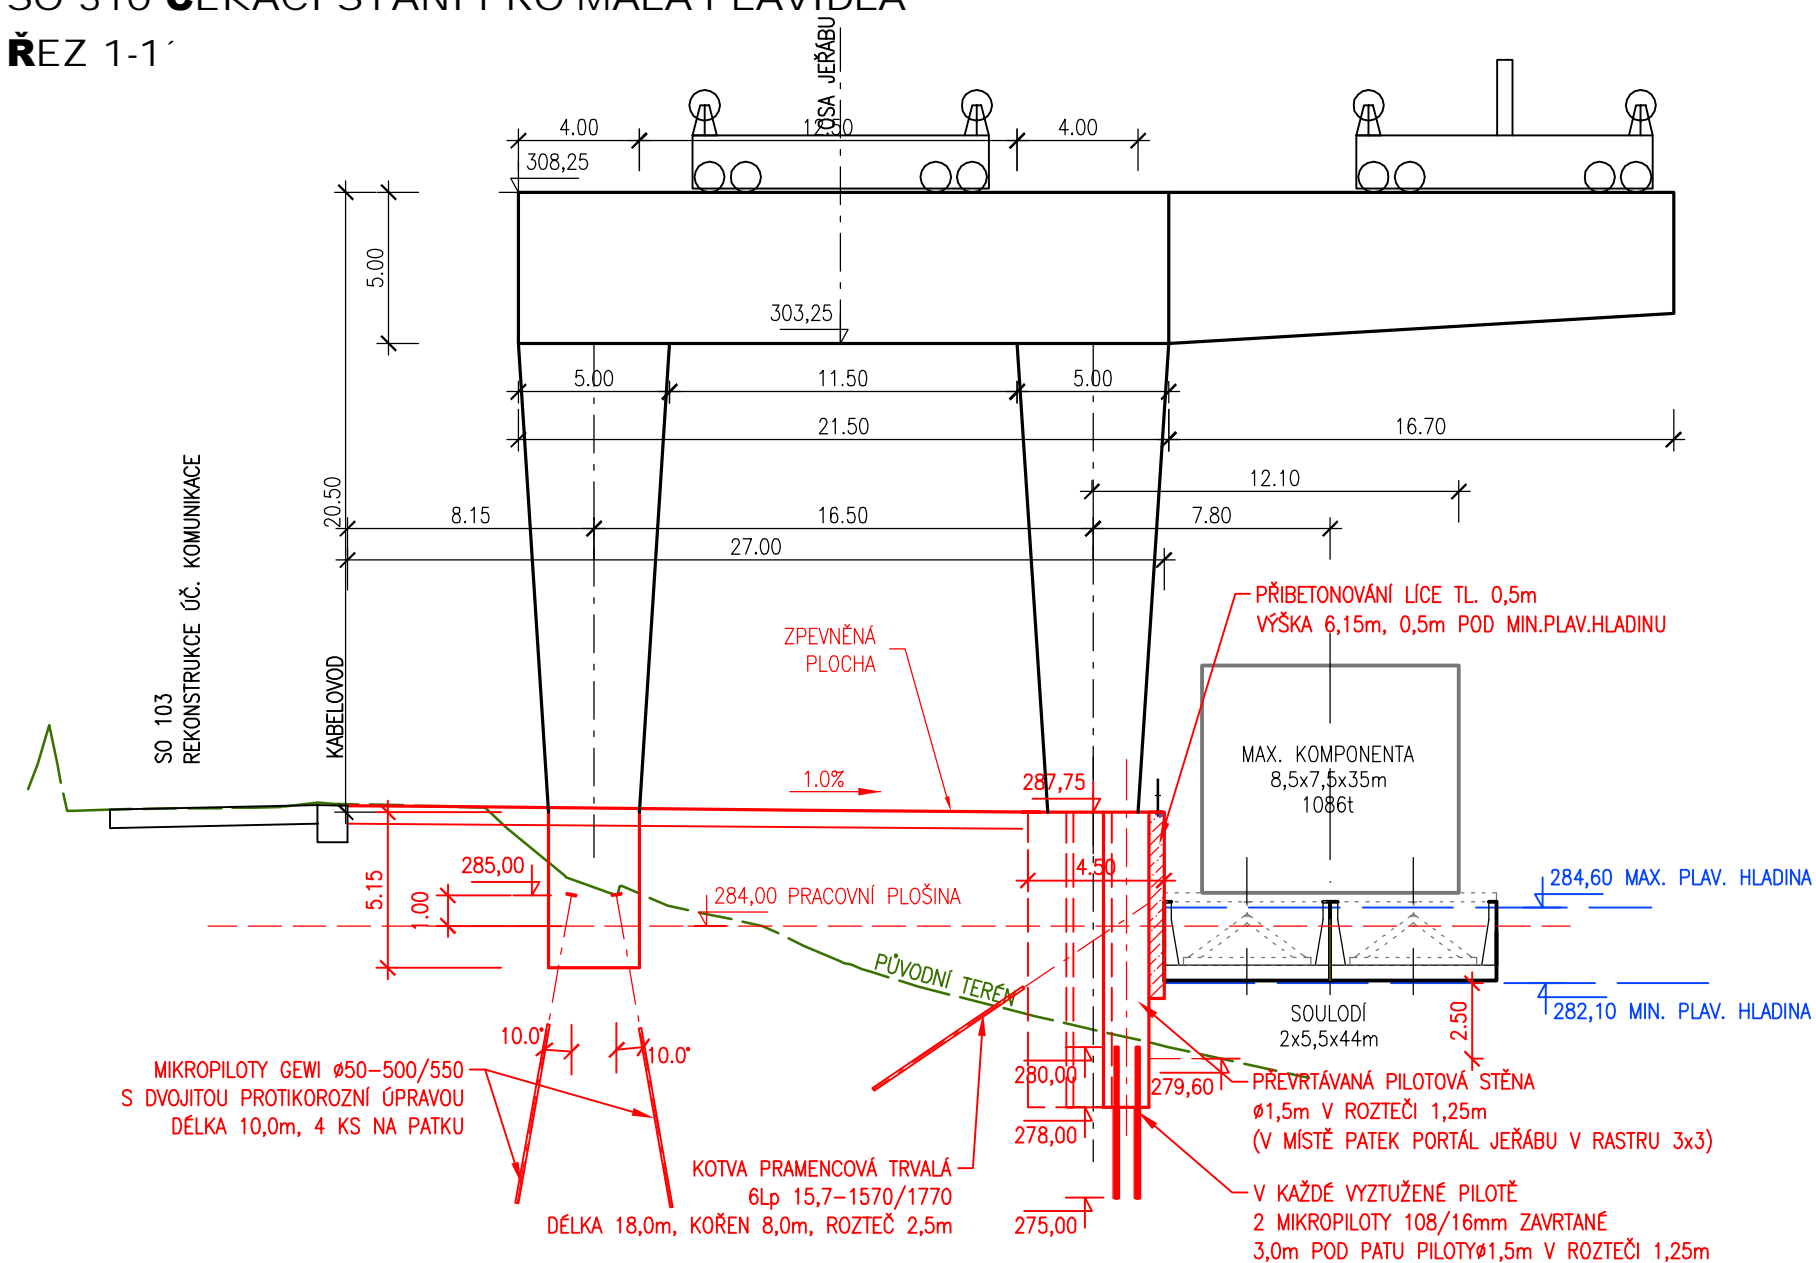 SO 310 ČEKACÍ STÁNÍ PRO MALÁ PLAVIDLA
ŘEZ 1-1´
OSA JEŘÁBU
4.00
12.50
4.00
308,25
5.00
303,25
5.00
11.50
5.00
21.50
16.70
12.10
20.50
8.15
16.50
7.80
27.00
SO 103
REKONSTRUKCE ÚČ. KOMUNIKACE
KABELOVOD
PŘIBETONOVÁNÍ LÍCE TL. 0,5m
VÝŠKA 6,15m, 0,5m POD MIN.PLAV.HLADINU
ZPEVNĚNÁ
PLOCHA
MAX. KOMPONENTA
8,5x7,5x35m
1086t
1.0%
287,75
285,00
5.15
1.00
284,00 PRACOVNÍ PLOŠINA
4.50
284,60 MAX. PLAV. HLADINA
PŮVODNÍ TERÉN
282,10 MIN. PLAV. HLADINA
SOULODÍ
2x5,5x44m
2.50
10.0°
10.0°
MIKROPILOTY GEWI ø50-500/550
S DVOJITOU PROTIKOROZNÍ ÚPRAVOU
DÉLKA 10,0m, 4 KS NA PATKU
280,00
279,60
278,00
275,00
PŘEVRTÁVANÁ PILOTOVÁ STĚNA
ø1,5m V ROZTEČI 1,25m
(V MÍSTĚ PATEK PORTÁL JEŘÁBU V RASTRU 3x3)
KOTVA PRAMENCOVÁ TRVALÁ
6Lp 15,7-1570/1770
DÉLKA 18,0m, KOŘEN 8,0m, ROZTEČ 2,5m
V KAŽDÉ VYZTUŽENÉ PILOTĚ
2 MIKROPILOTY 108/16mm ZAVRTANÉ
3,0m POD PATU PILOTYø1,5m V ROZTEČI 1,25m